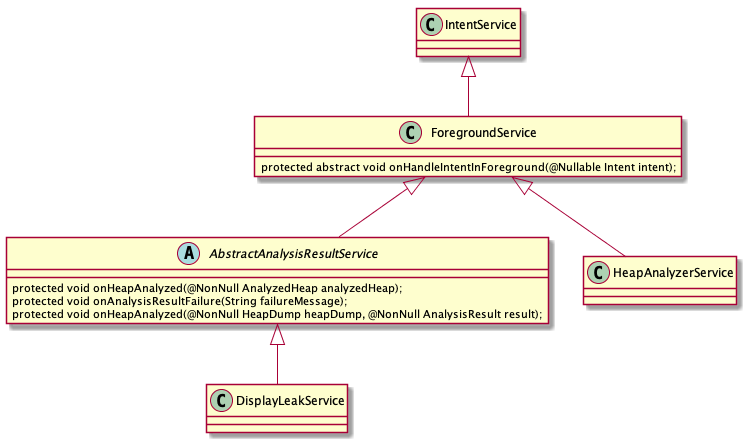 C IntentService
C ForegroundService
protected abstract void onHandleIntentInForeground(@Nullable Intent intent);
A AbstractAnalysisResultService
protected void onHeapAnalyzed(@NonNull AnalyzedHeap analyzedHeap);
protected void onAnalysisResultFailure(String failureMessage);
protected void onHeapAnalyzed(@NonNull HeapDump heapDump, @NonNull AnalysisResult result);
C HeapAnalyzerService
C DisplayLeakService